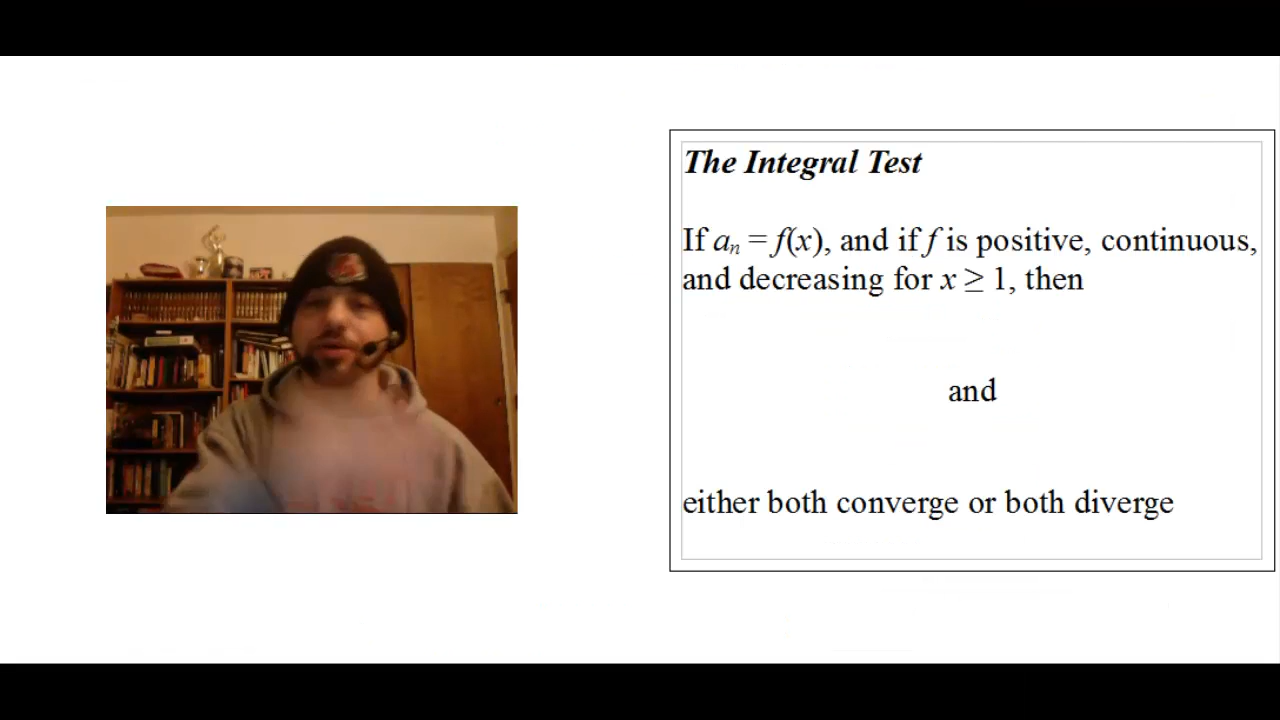 The Integral Test
If aₙ = f(x), and if f is positive, continuous,
and decreasing for x ≥ 1, then
and
either both converge or both diverge